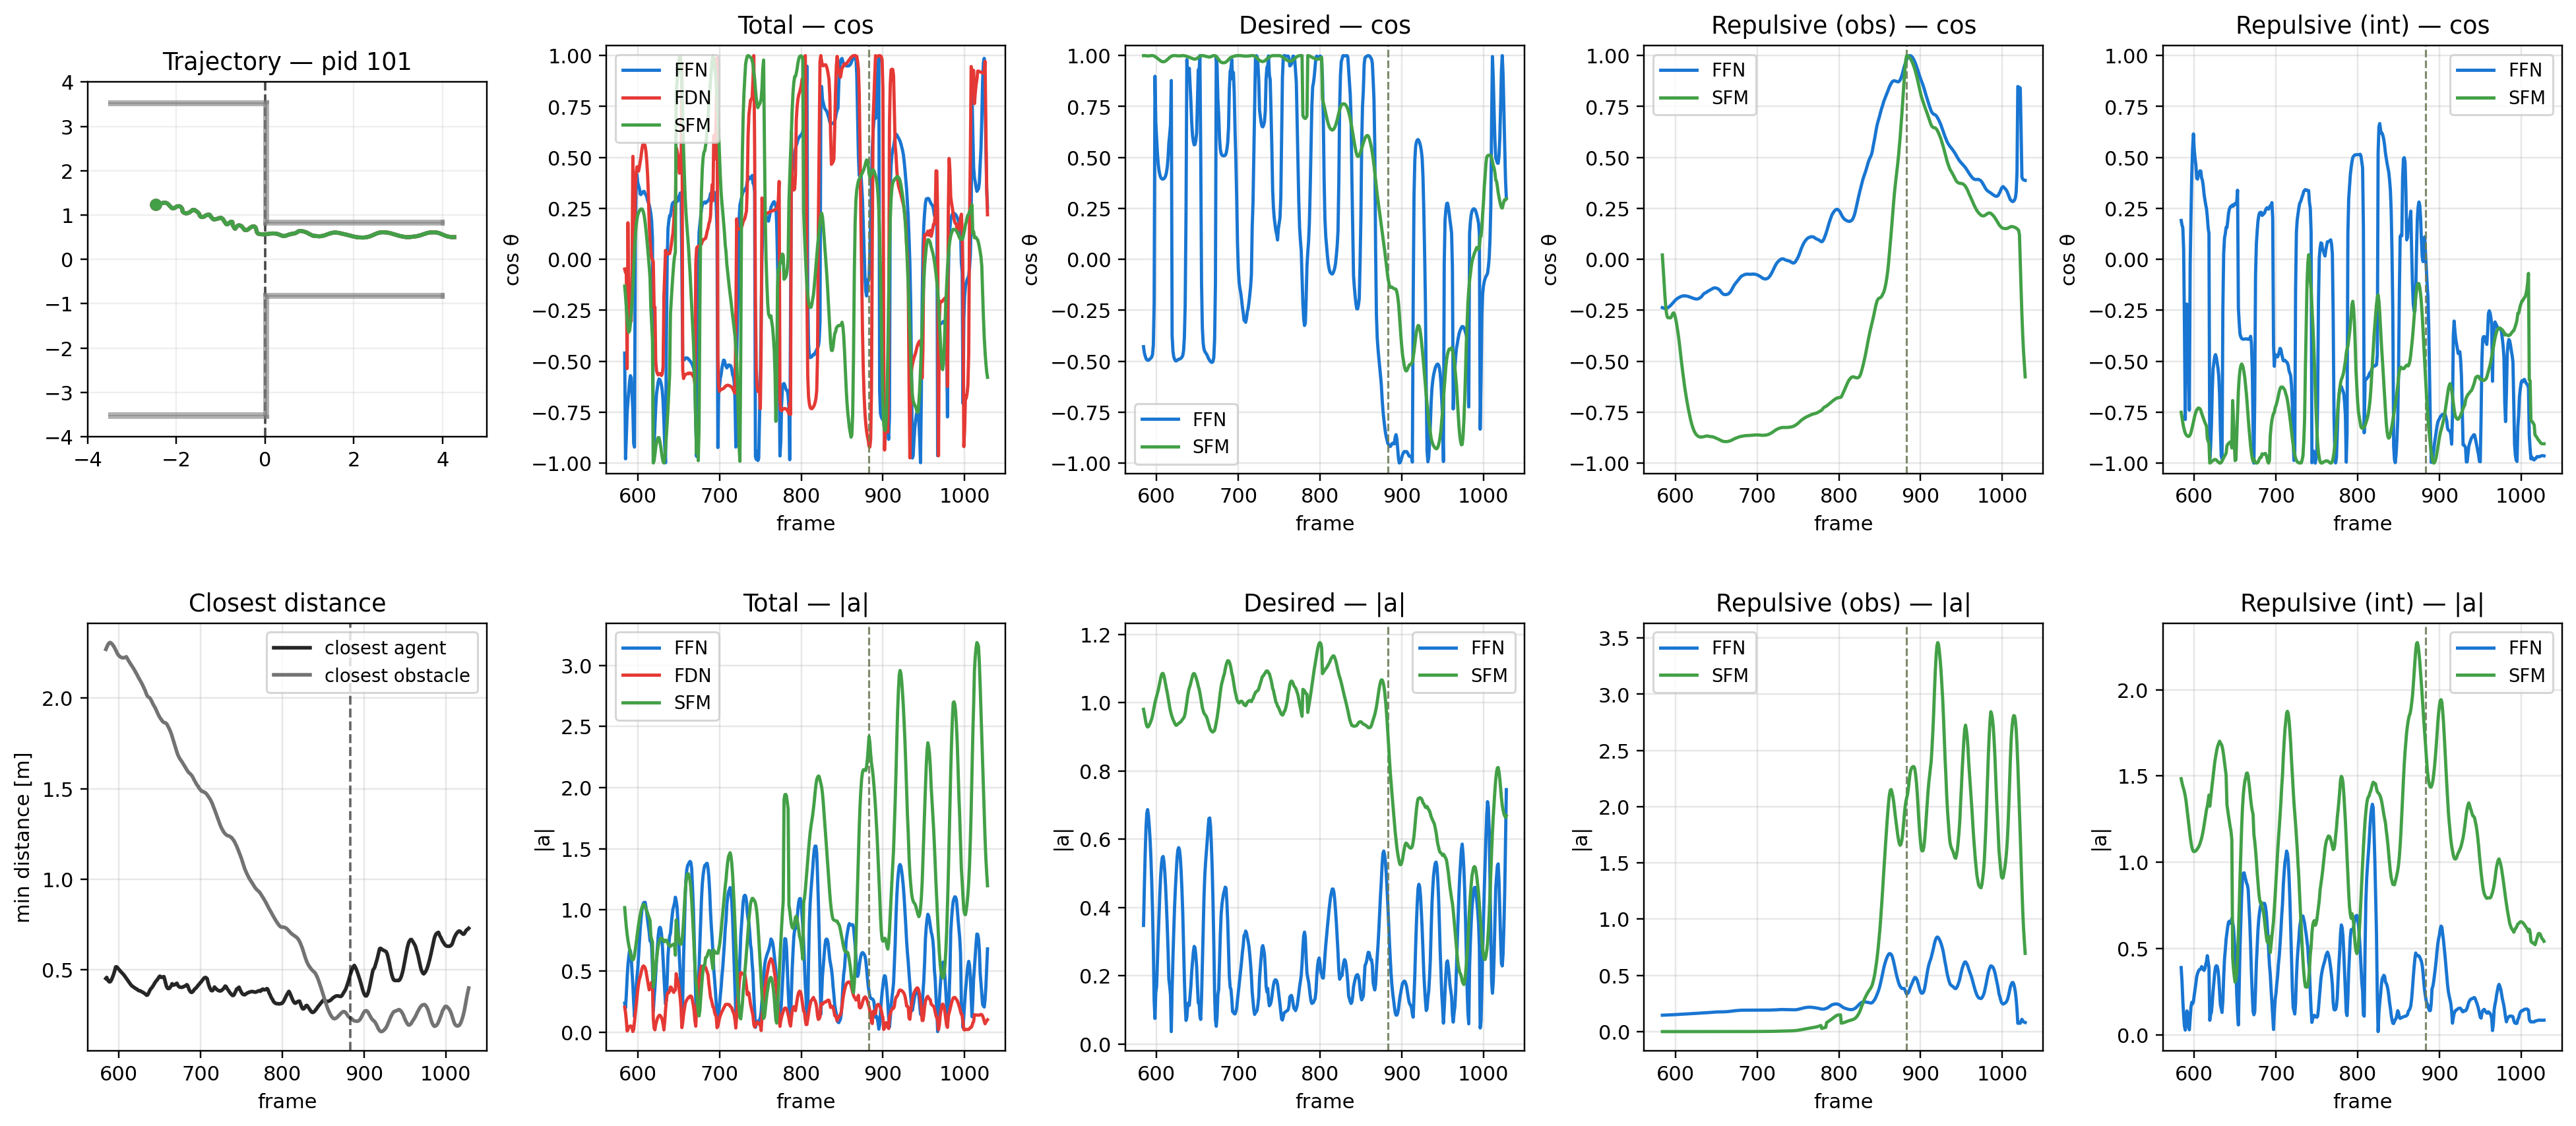 Trajectory — pid 101
4
3
2
1
0
−1
−2
−3
−4
−4
−2
0
2
4
Total — cos
FFN
FDN
SFM
cos θ
1.00
0.75
0.50
0.25
0.00
−0.25
−0.50
−0.75
−1.00
600
700
800
900
1000
frame
Desired — cos
FFN
SFM
cos θ
1.00
0.75
0.50
0.25
0.00
−0.25
−0.50
−0.75
−1.00
600
700
800
900
1000
frame
Repulsive (obs) — cos
FFN
SFM
cos θ
1.00
0.75
0.50
0.25
0.00
−0.25
−0.50
−0.75
−1.00
600
700
800
900
1000
frame
Repulsive (int) — cos
FFN
SFM
cos θ
1.00
0.75
0.50
0.25
0.00
−0.25
−0.50
−0.75
−1.00
600
700
800
900
1000
frame
Closest distance
closest agent
closest obstacle
min distance [m]
2.0
1.5
1.0
0.5
600
700
800
900
1000
frame
Total — |a|
FFN
FDN
SFM
|a|
3.0
2.5
2.0
1.5
1.0
0.5
0.0
600
700
800
900
1000
frame
Desired — |a|
FFN
SFM
|a|
1.2
1.0
0.8
0.6
0.4
0.2
0.0
600
700
800
900
1000
frame
Repulsive (obs) — |a|
FFN
SFM
|a|
3.5
3.0
2.5
2.0
1.5
1.0
0.5
0.0
600
700
800
900
1000
frame
Repulsive (int) — |a|
FFN
SFM
|a|
2.0
1.5
1.0
0.5
0.0
600
700
800
900
1000
frame